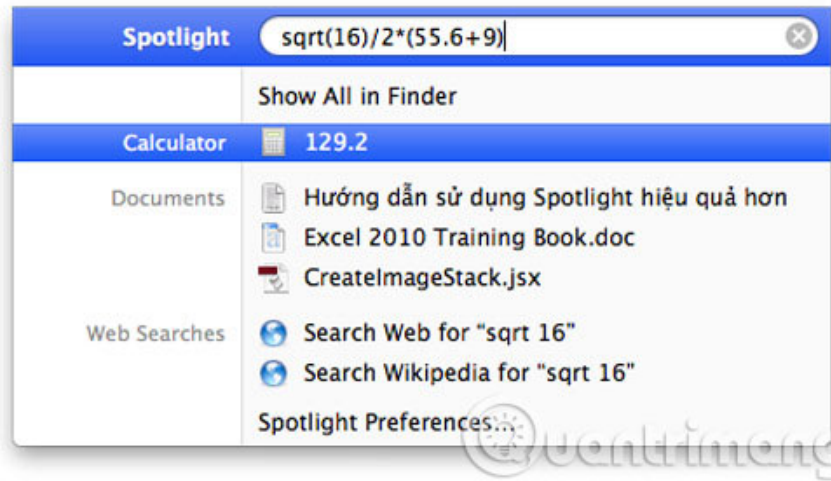 Spotlight sqrt(16)/2*(55.6+9)
Show All in Finder
Calculator 129.2
Documents Hướng dẫn sử dụng Spotlight hiệu quả hơn
Excel 2010 Training Book.doc
CreateImageStack.jsx
Web Searches Search Web for "sqrt 16"
Search Wikipedia for "sqrt 16"
Spotlight Preferences...
Quantrimang